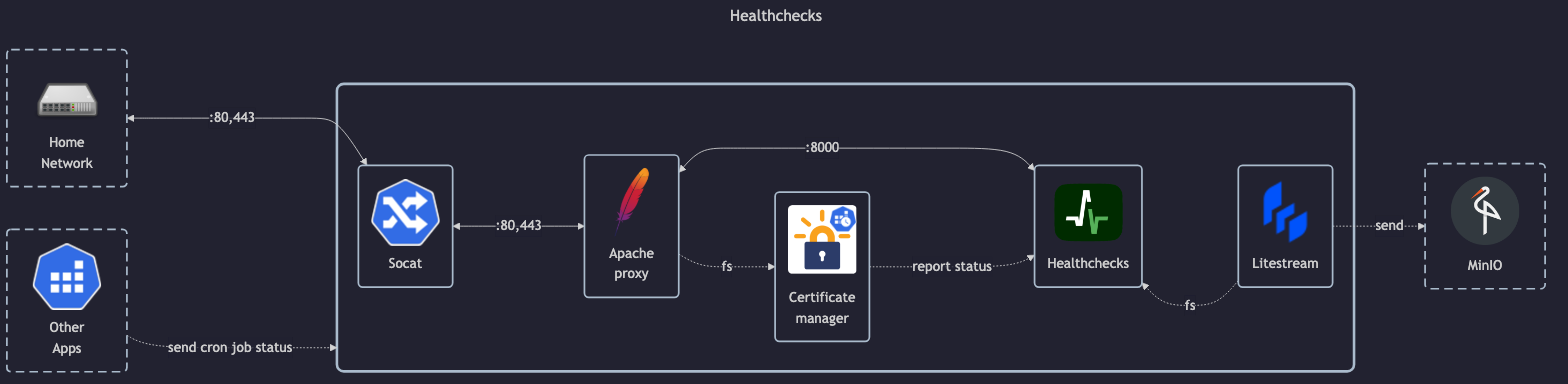 Healthchecks
Home
Network
:80,443
Other
Apps
send cron job status
Socat
:80,443
Apache
proxy
fs
:8000
Certificate
manager
report status
Healthchecks
fs
Litestream
send
MinIO